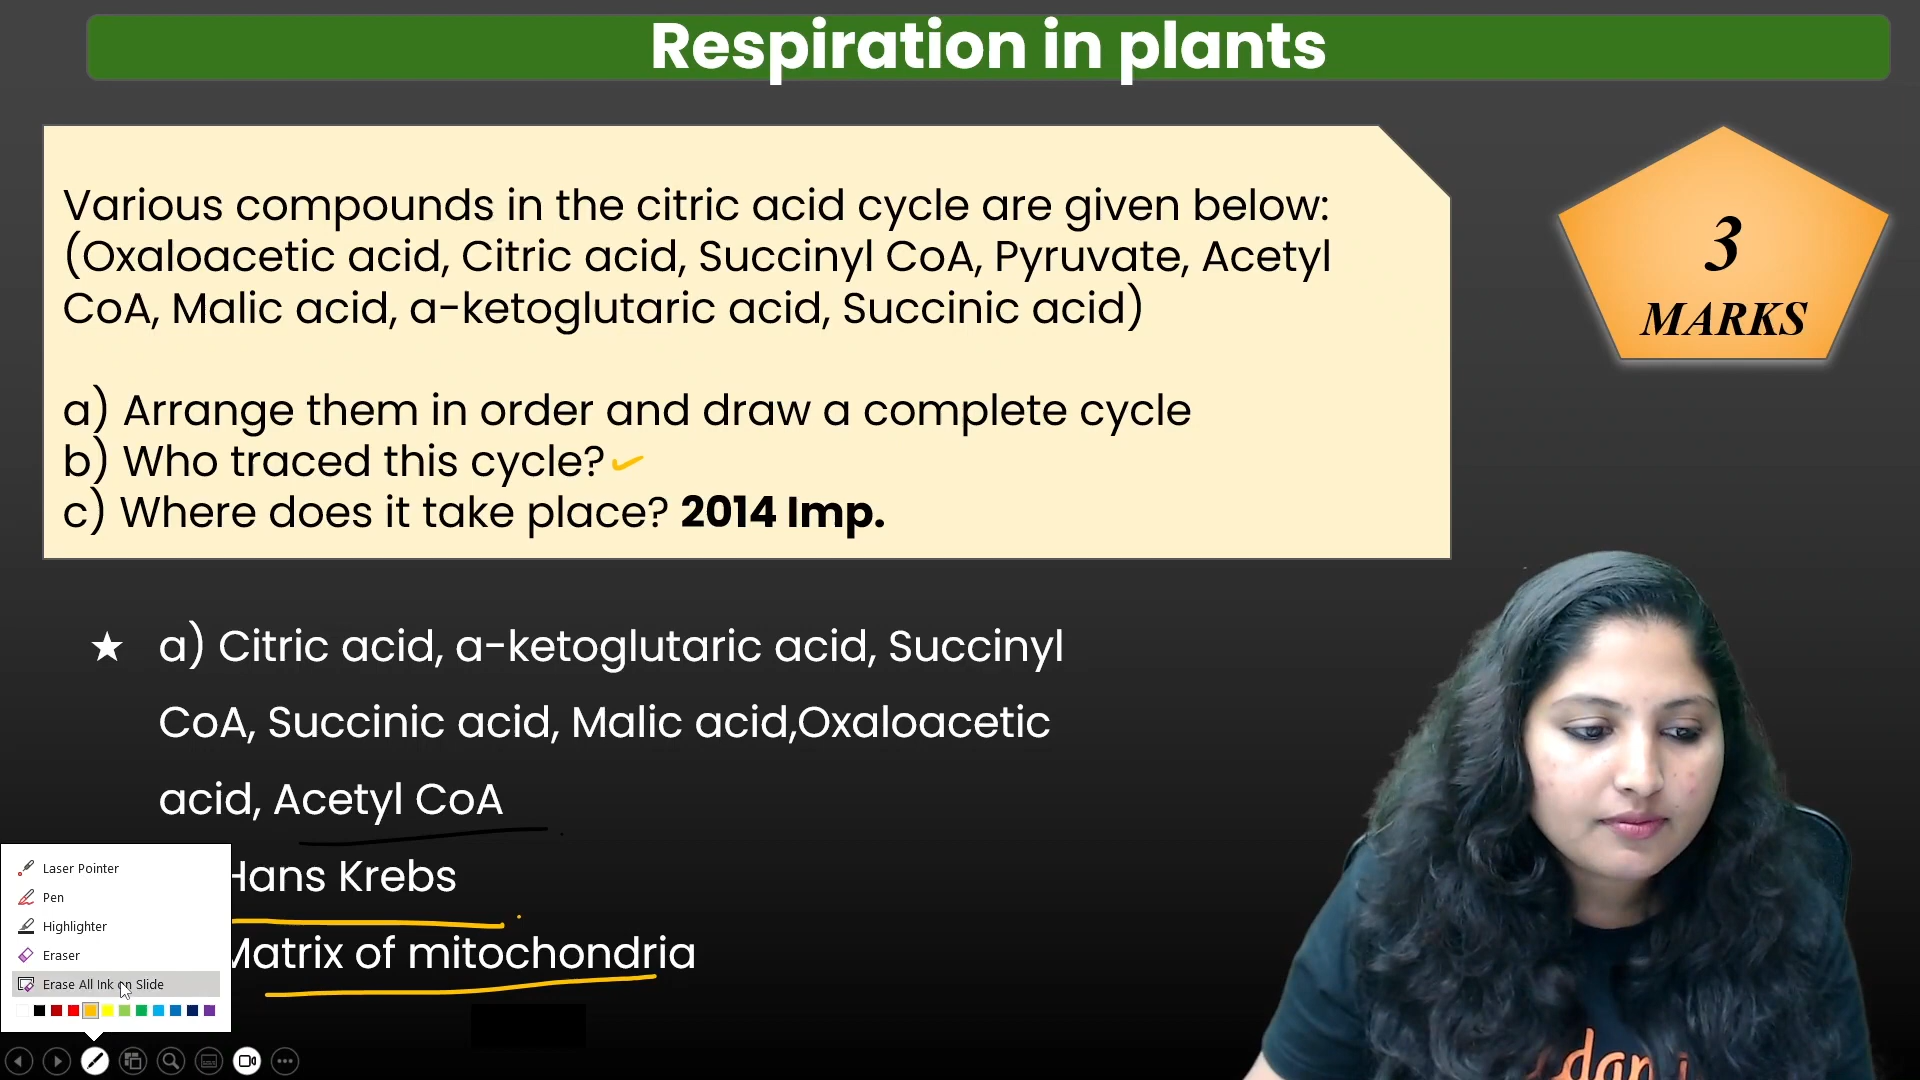 Respiration in plants
Various compounds in the citric acid cycle are given below:
(Oxaloacetic acid, Citric acid, Succinyl CoA, Pyruvate, Acetyl
CoA, Malic acid, a-ketoglutaric acid, Succinic acid)
a) Arrange them in order and draw a complete cycle
b) Who traced this cycle?
c) Where does it take place? 2014 Imp.
3
MARKS
★ a) Citric acid, a-ketoglutaric acid, Succinyl
CoA, Succinic acid, Malic acid,Oxaloacetic
acid, Acetyl CoA
Hans Krebs
Matrix of mitochondria
Laser Pointer
Pen
Highlighter
Eraser
Erase All Ink on Slide